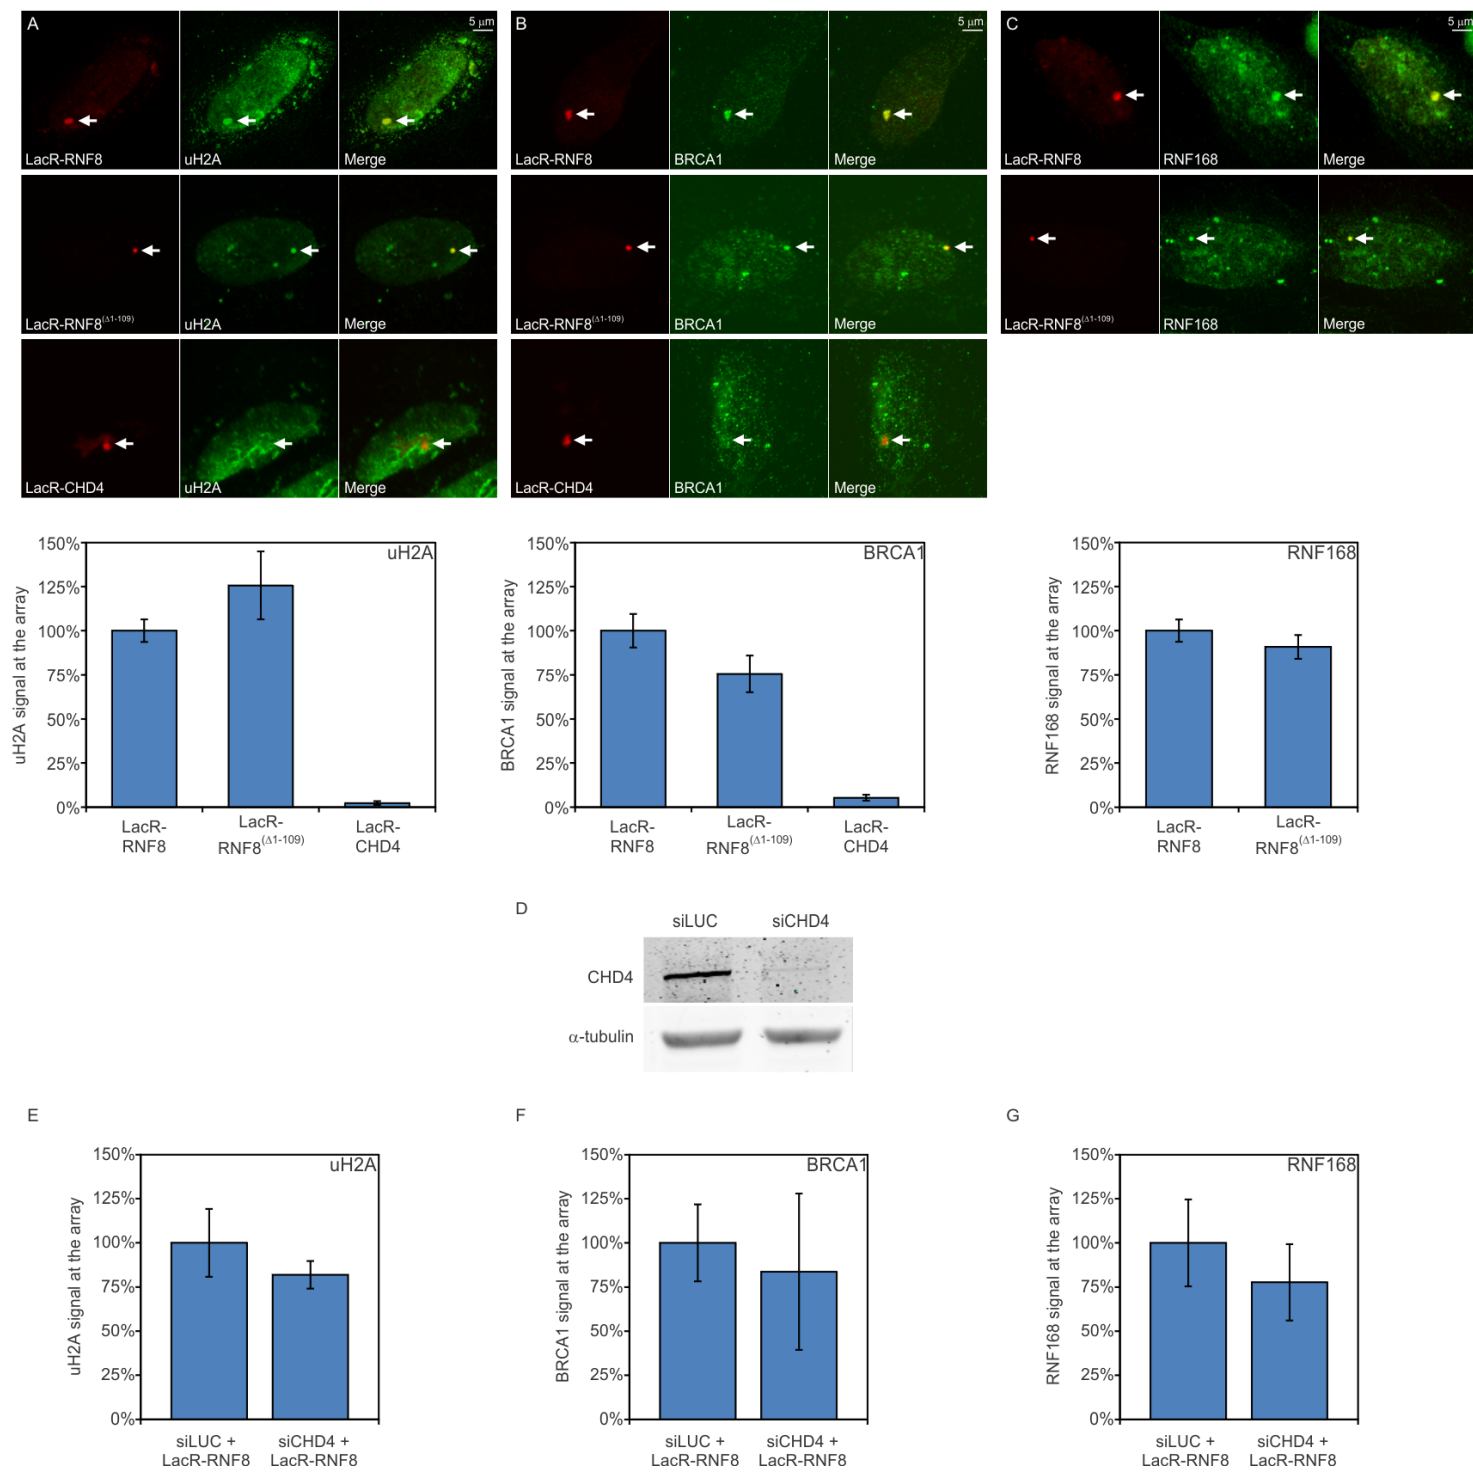 A
5 μm
B
5 μm
C
5 μm
LacR-RNF8
uH2A
Merge
LacR-RNF8
BRCA1
Merge
LacR-RNF8
RNF168
Merge
LacR-RNF8(Δ1-109)
uH2A
Merge
LacR-RNF8(Δ1-109)
BRCA1
Merge
LacR-RNF8(Δ1-109)
RNF168
Merge
LacR-CHD4
uH2A
Merge
LacR-CHD4
BRCA1
Merge
uH2A signal at the array
150%
125%
100%
75%
50%
25%
0%
uH2A
LacR-
RNF8
LacR-
RNF8(Δ1-109)
LacR-
CHD4
BRCA1 signal at the array
150%
125%
100%
75%
50%
25%
0%
BRCA1
LacR-
RNF8
LacR-
RNF8(Δ1-109)
LacR-
CHD4
RNF168 signal at the array
150%
125%
100%
75%
50%
25%
0%
RNF168
LacR-
RNF8
LacR-
RNF8(Δ1-109)
D
siLUC
siCHD4
CHD4
α-tubulin
E
uH2A signal at the array
150%
125%
100%
75%
50%
25%
0%
uH2A
siLUC +
LacR-RNF8
siCHD4 +
LacR-RNF8
F
BRCA1 signal at the array
150%
125%
100%
75%
50%
25%
0%
BRCA1
siLUC +
LacR-RNF8
siCHD4 +
LacR-RNF8
G
RNF168 signal at the array
150%
125%
100%
75%
50%
25%
0%
RNF168
siLUC +
LacR-RNF8
siCHD4 +
LacR-RNF8